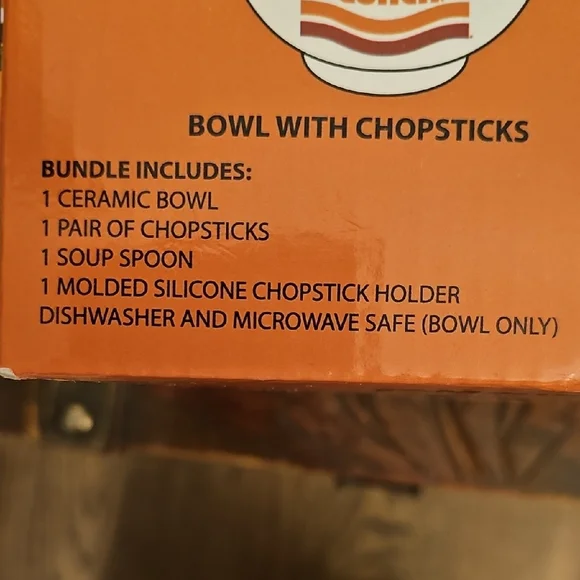 BOWL WITH CHOPSTICKS
BUNDLE INCLUDES:
1 CERAMIC BOWL
1 PAIR OF CHOPSTICKS
1 SOUP SPOON
1 MOLDED SILICONE CHOPSTICK HOLDER
DISHWASHER AND MICROWAVE SAFE (BOWL ONLY)